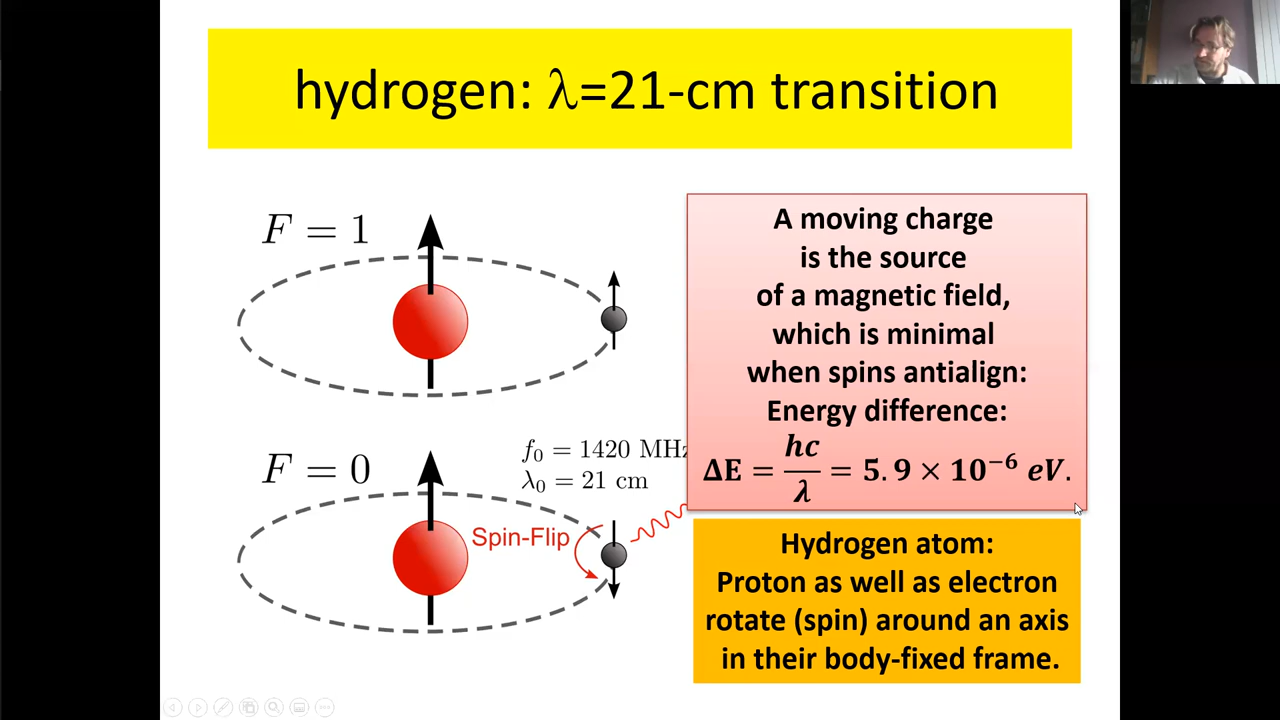 hydrogen: λ=21-cm transition
F = 1
A moving charge
is the source
of a magnetic field,
which is minimal
when spins antialign:
Energy difference:
ΔE = hc/λ = 5.9 × 10⁻⁶ eV.
F = 0
f₀ = 1420 MHz
λ₀ = 21 cm
Spin-Flip
Hydrogen atom:
Proton as well as electron
rotate (spin) around an axis
in their body-fixed frame.